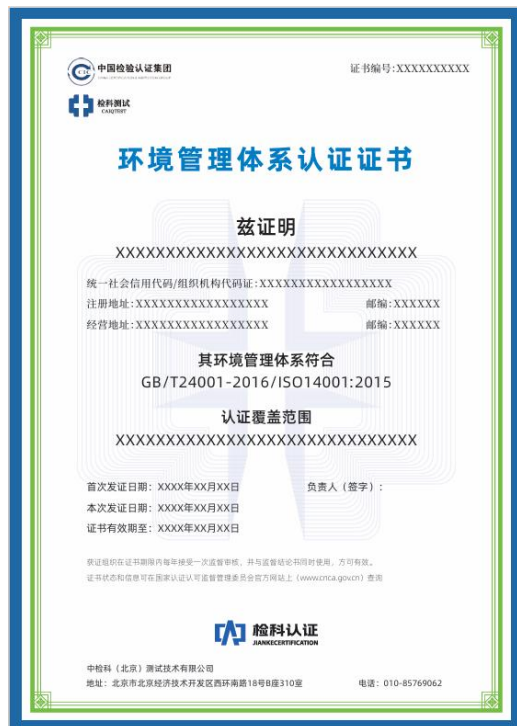 中国检验认证集团
证书编号:XXXXXXXXXX
检科测试
CAIQTEST
环境管理体系认证证书
兹证明
XXXXXXXXXXXXXXXXXXXXXXXXXXXXX
统一社会信用代码/组织机构代码证:XXXXXXXXXXXXXXXXX
注册地址:XXXXXXXXXXXXXXXXX 邮编:XXXXXX
经营地址:XXXXXXXXXXXXXXXXX 邮编:XXXXXX
其环境管理体系符合
GB/T24001-2016/ISO14001:2015
认证覆盖范围
XXXXXXXXXXXXXXXXXXXXXXXXXXXXX
首次发证日期：XXXX年XX月XX日 负责人（签字）：
本次发证日期：XXXX年XX月XX日
证书有效期至：XXXX年XX月XX日
获证组织在证书期限内每年接受一次监督审核，并与监督结论书同时使用，方可有效。
证书状态和信息可在国家认证认可监督管理委员会官方网站上（www.cnca.gov.cn）查询
检科认证
JIANKECERTIFICATION
中检科（北京）测试技术有限公司
地址：北京市北京经济技术开发区西环南路18号B座310室 电话：010-85769062